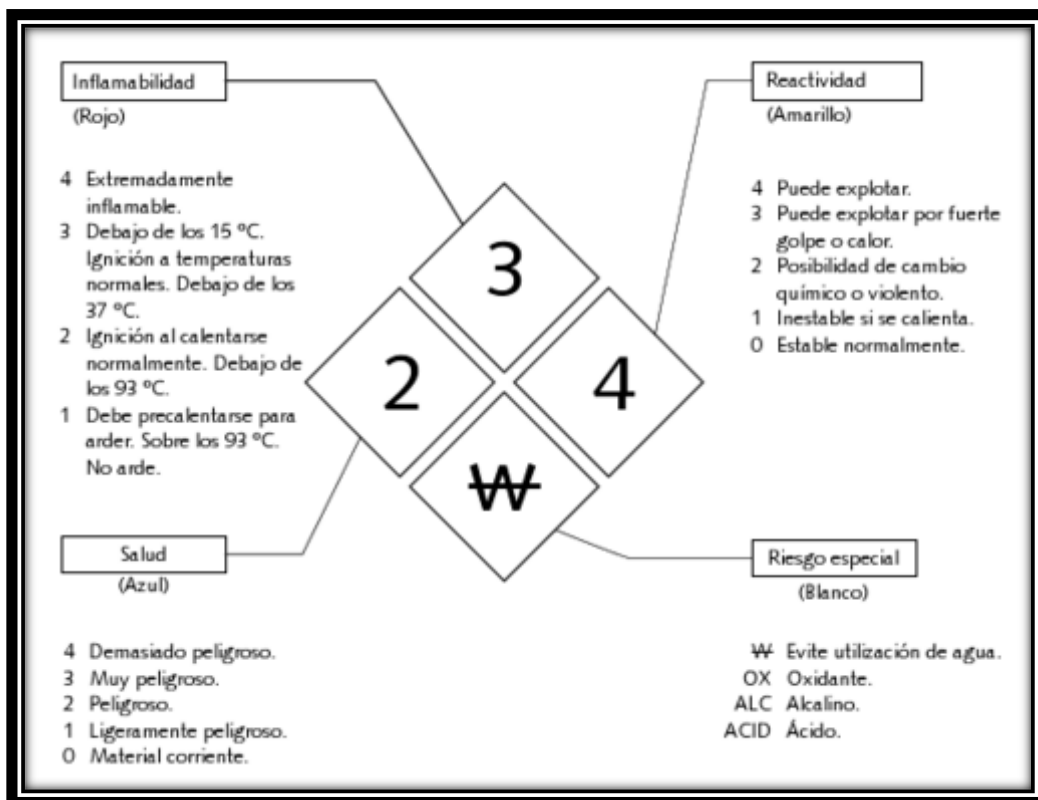 Inflamabilidad
(Rojo)
4 Extremadamente
inflamable.
3 Debajo de los 15 °C.
Ignición a temperaturas
normales. Debajo de los
37 °C.
2 Ignición al calentarse
normalmente. Debajo de
los 93 °C.
1 Debe precalentarse para
arder. Sobre los 93 °C.
No arde.
Reactividad
(Amarillo)
4 Puede explotar.
3 Puede explotar por fuerte
golpe o calor.
2 Posibilidad de cambio
químico o violento.
1 Inestable si se calienta.
0 Estable normalmente.
3
2
4
W
Salud
(Azul)
4 Demasiado peligroso.
3 Muy peligroso.
2 Peligroso.
1 Ligeramente peligroso.
0 Material corriente.
Riesgo especial
(Blanco)
W Evite utilización de agua.
OX Oxidante.
ALC Alcalino.
ACID Ácido.